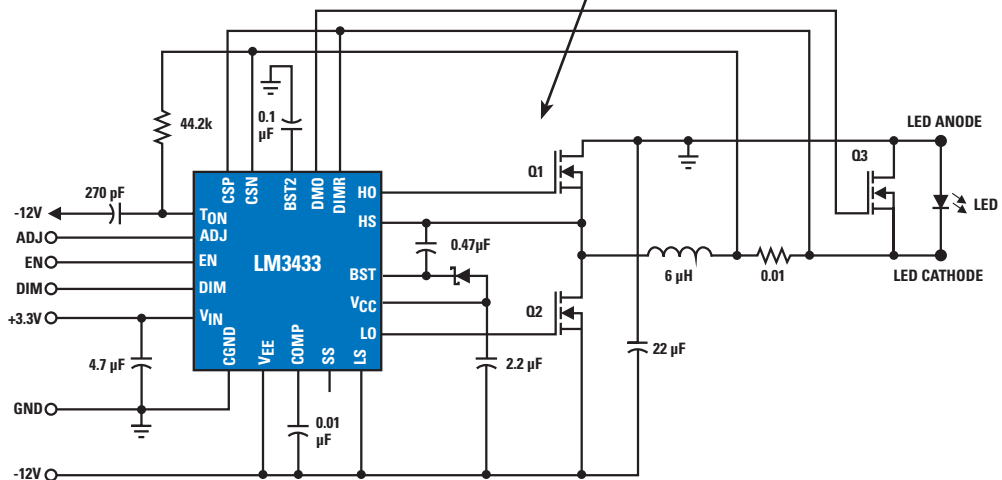 44.2k
0.1
µF
270 pF
-12V
ADJ
EN
DIM
+3.3V
4.7 µF
GND
-12V
CSP
CSN
BST2
DMO
DIMR
TON
ADJ
EN
DIM
VIN
LM3433
HO
HS
BST
VCC
LO
CGND
VEE
COMP
SS
LS
0.01
µF
0.47µF
2.2 µF
Q1
Q2
6 µH
0.01
22 µF
Q3
LED ANODE
LED
LED CATHODE